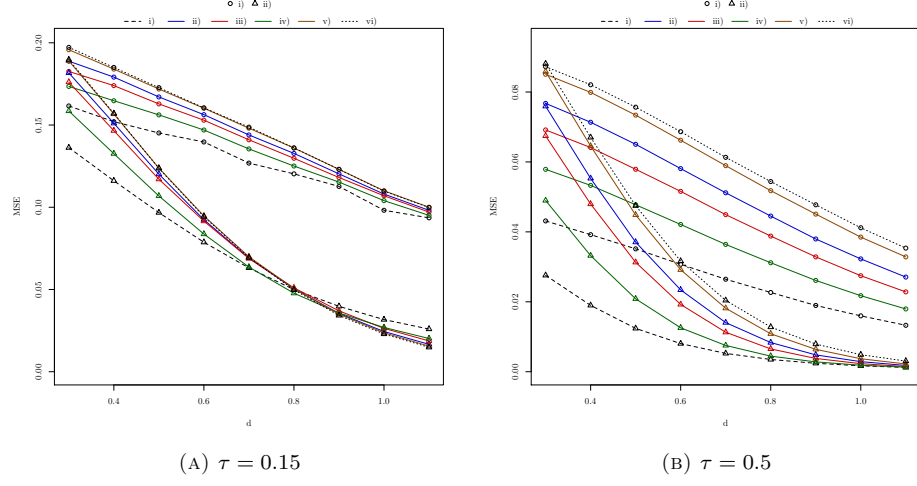 i) ii)
i) ii) iii) iv) v) vi)
MSE
0.20
0.15
0.10
0.05
0.00
0.4 0.6 0.8 1.0
d
(A) τ = 0.15
i) ii)
i) ii) iii) iv) v) vi)
MSE
0.08
0.06
0.04
0.02
0.00
0.4 0.6 0.8 1.0
d
(B) τ = 0.5